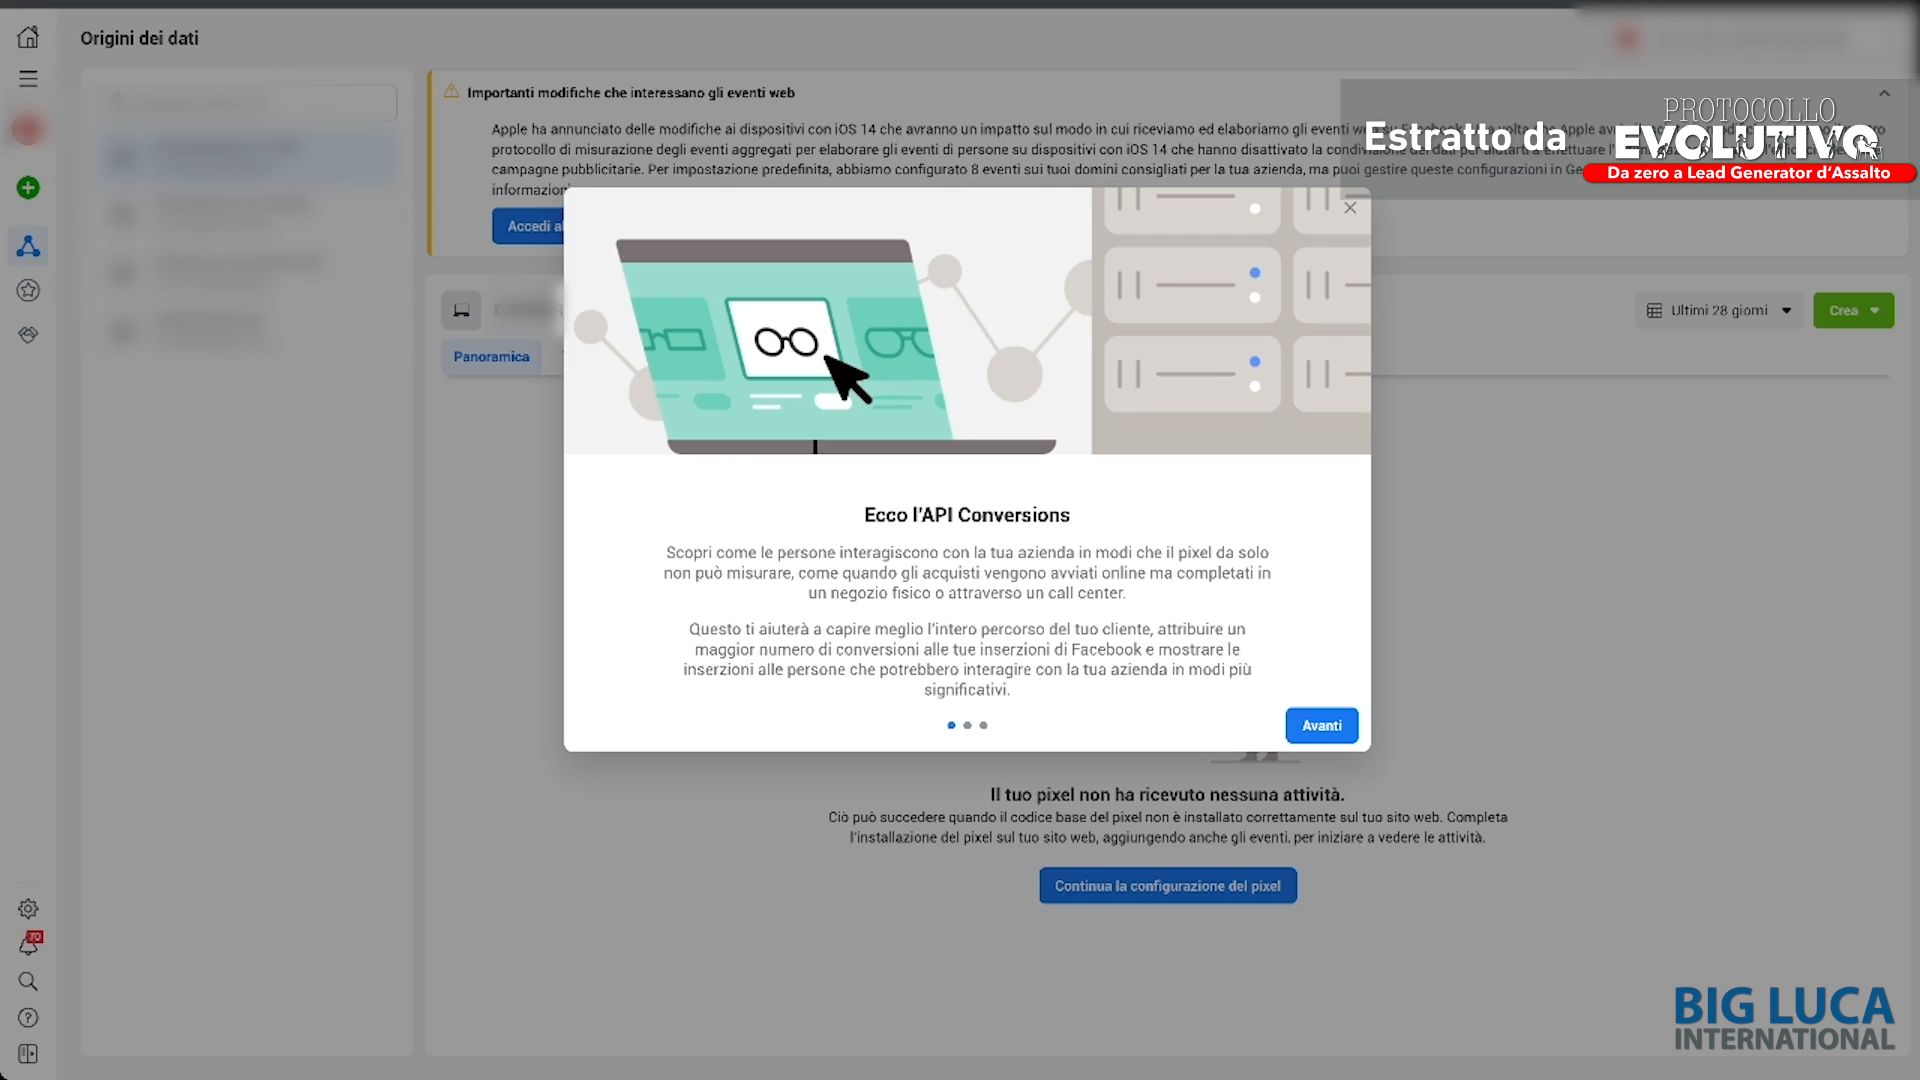 Origini dei dati
Importanti modifiche che interessano gli eventi web
Apple ha annunciato delle modifiche ai dispositivi con iOS 14 che avranno un impatto sul modo in cui riceviamo ed elaboriamo gli eventi
protocollo di misurazione degli eventi aggregati per elaborare gli eventi di persone su dispositivi con iOS 14 che hanno disattivato la
campagne pubblicitarie. Per impostazione predefinita, abbiamo configurato 8 eventi sui tuoi domini consigliati per la tua azienda, ma puoi gestire queste configurazioni in
Estratto da
PROTOCOLLO
EVOLUTIVO
Da zero a Lead Generator d'Assalto
Accedi
Ultimi 28 giorni
Crea
Panoramica
Ecco l'API Conversions
Scopri come le persone interagiscono con la tua azienda in modi che il pixel da solo
non può misurare, come quando gli acquisti vengono avviati online ma completati in
un negozio fisico o attraverso un call center.
Questo ti aiuterà a capire meglio l'intero percorso del tuo cliente, attribuire un
maggior numero di conversioni alle tue inserzioni di Facebook e mostrare le
inserzioni alle persone che potrebbero interagire con la tua azienda in modi più
significativi.
Avanti
Il tuo pixel non ha ricevuto nessuna attività.
Ciò può succedere quando il codice base del pixel non è installato correttamente sul tuo sito web. Completa
l'installazione del pixel sul tuo sito web, aggiungendo anche gli eventi, per iniziare a vedere le attività.
Continua la configurazione del pixel
BIG LUCA
INTERNATIONAL